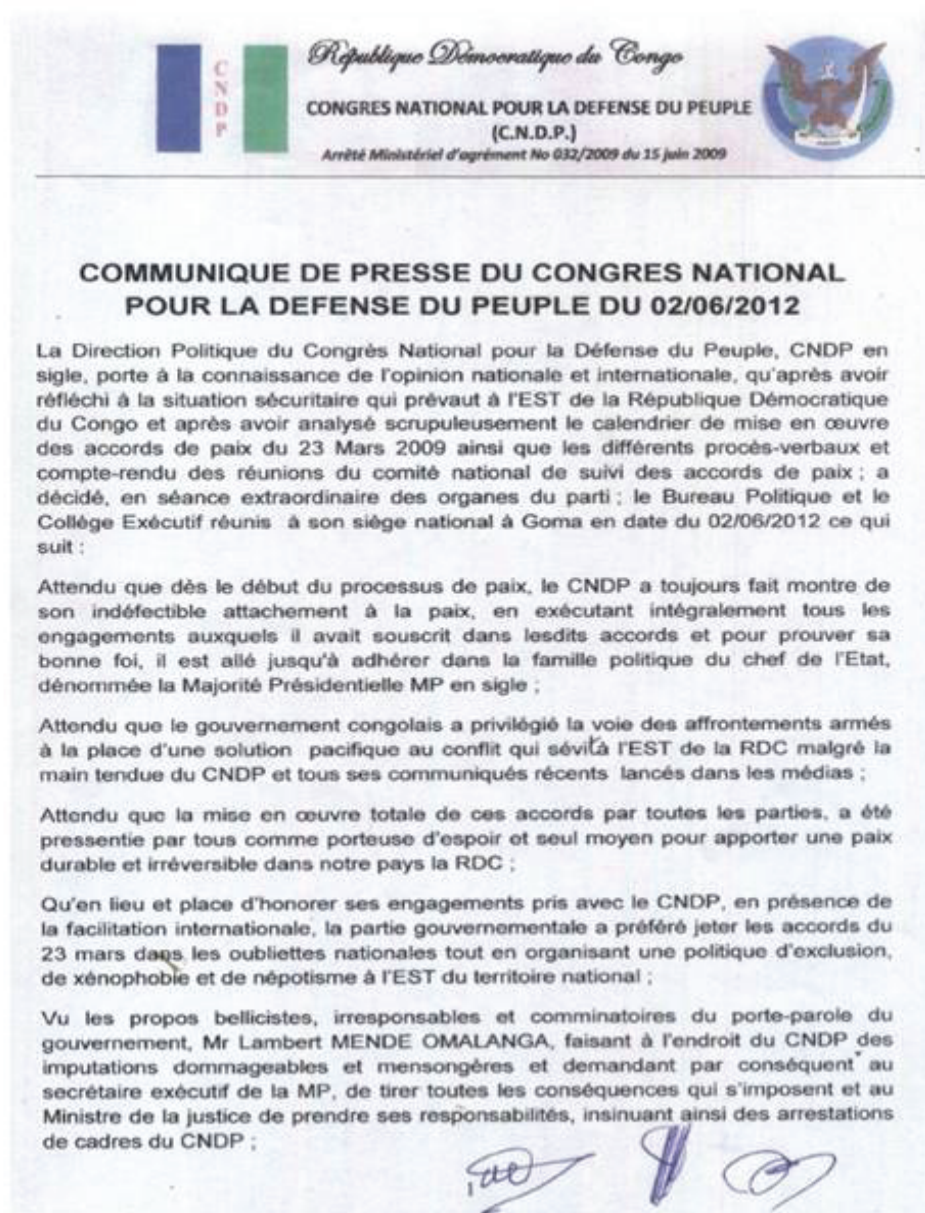 CNDP
République Démocratique du Congo
CONGRES NATIONAL POUR LA DEFENSE DU PEUPLE
(C.N.D.P.)
Arrêté Ministériel d'agrément No 032/2009 du 15 juin 2009
COMMUNIQUE DE PRESSE DU CONGRES NATIONAL
POUR LA DEFENSE DU PEUPLE DU 02/06/2012
La Direction Politique du Congrès National pour la Défense du Peuple, CNDP en
sigle, porte à la connaissance de l'opinion nationale et internationale, qu'après avoir
réfléchi à la situation sécuritaire qui prévaut à l'EST de la République Démocratique
du Congo et après avoir analysé scrupuleusement le calendrier de mise en œuvre
des accords de paix du 23 Mars 2009 ainsi que les différents procès-verbaux et
compte-rendu des réunions du comité national de suivi des accords de paix ; a
décidé, en séance extraordinaire des organes du parti ; le Bureau Politique et le
Collège Exécutif réunis à son siège national à Goma en date du 02/06/2012 ce qui
suit :
Attendu que dès le début du processus de paix, le CNDP a toujours fait montre de
son indéfectible attachement à la paix, en exécutant intégralement tous les
engagements auxquels il avait souscrit dans lesdits accords et pour prouver sa
bonne foi, il est allé jusqu'à adhérer dans la famille politique du chef de l'Etat,
dénommée la Majorité Présidentielle MP en sigle ;
Attendu que le gouvernement congolais a privilégié la voie des affrontements armés
à la place d'une solution pacifique au conflit qui sévit à l'EST de la RDC malgré la
main tendue du CNDP et tous ses communiqués récents lancés dans les médias ;
Attendu que la mise en œuvre totale de ces accords par toutes les parties, a été
pressentie par tous comme porteuse d'espoir et seul moyen pour apporter une paix
durable et irréversible dans notre pays la RDC ;
Qu'en lieu et place d'honorer ses engagements pris avec le CNDP, en présence de
la facilitation internationale, la partie gouvernementale a préféré jeter les accords du
23 mars dans les oubliettes nationales tout en organisant une politique d'exclusion,
de xénophobie et de népotisme à l'EST du territoire national ;
Vu les propos bellicistes, irresponsables et comminatoires du porte-parole du
gouvernement, Mr Lambert MENDE OMALANGA, faisant à l'endroit du CNDP des
imputations dommageables et mensongères et demandant par conséquent au
secrétaire exécutif de la MP, de tirer toutes les conséquences qui s'imposent et au
Ministre de la justice de prendre ses responsabilités, insinuant ainsi des arrestations
de cadres du CNDP ;